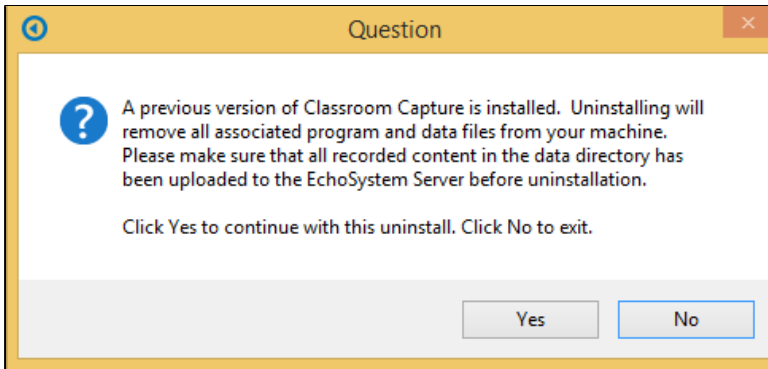 Question
A previous version of Classroom Capture is installed.  Uninstalling will
remove all associated program and data files from your machine.
Please make sure that all recorded content in the data directory has
been uploaded to the EchoSystem Server before uninstallation.
Click Yes to continue with this uninstall. Click No to exit.
Yes No